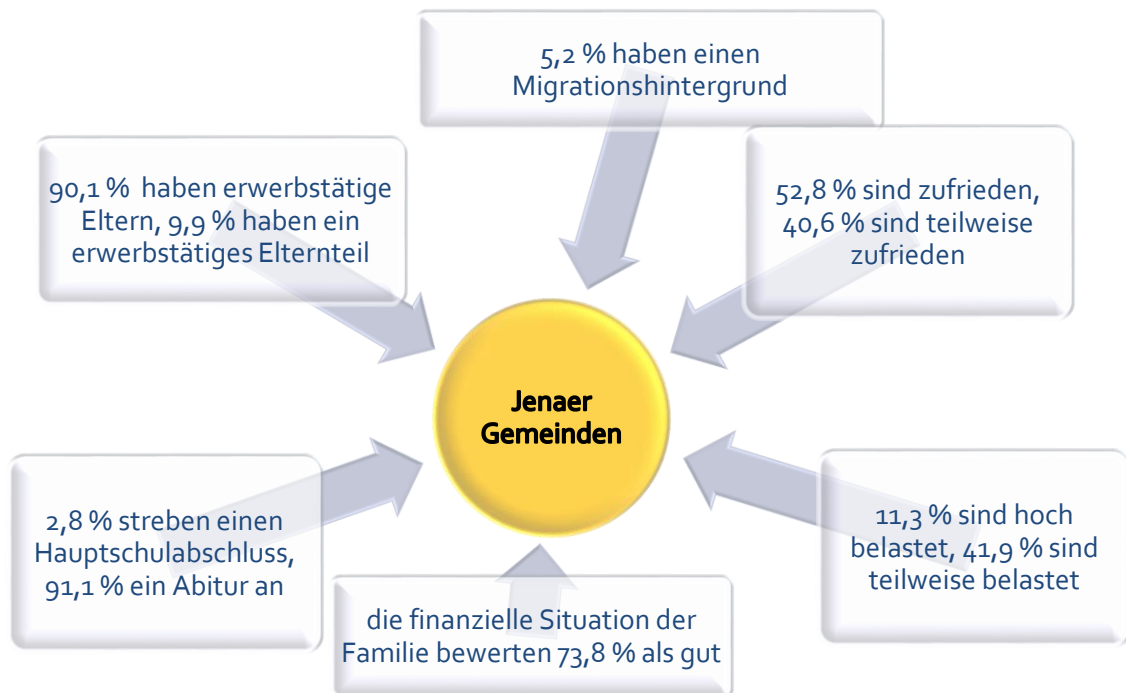 5,2 % haben einen
Migrationshintergrund
90,1 % haben erwerbstätige
Eltern, 9,9 % haben ein
erwerbstätiges Elternteil
52,8 % sind zufrieden,
40,6 % sind teilweise
zufrieden
Jenaer
Gemeinden
2,8 % streben einen
Hauptschulabschluss,
91,1 % ein Abitur an
11,3 % sind hoch
belastet, 41,9 % sind
teilweise belastet
die finanzielle Situation der
Familie bewerten 73,8 % als gut